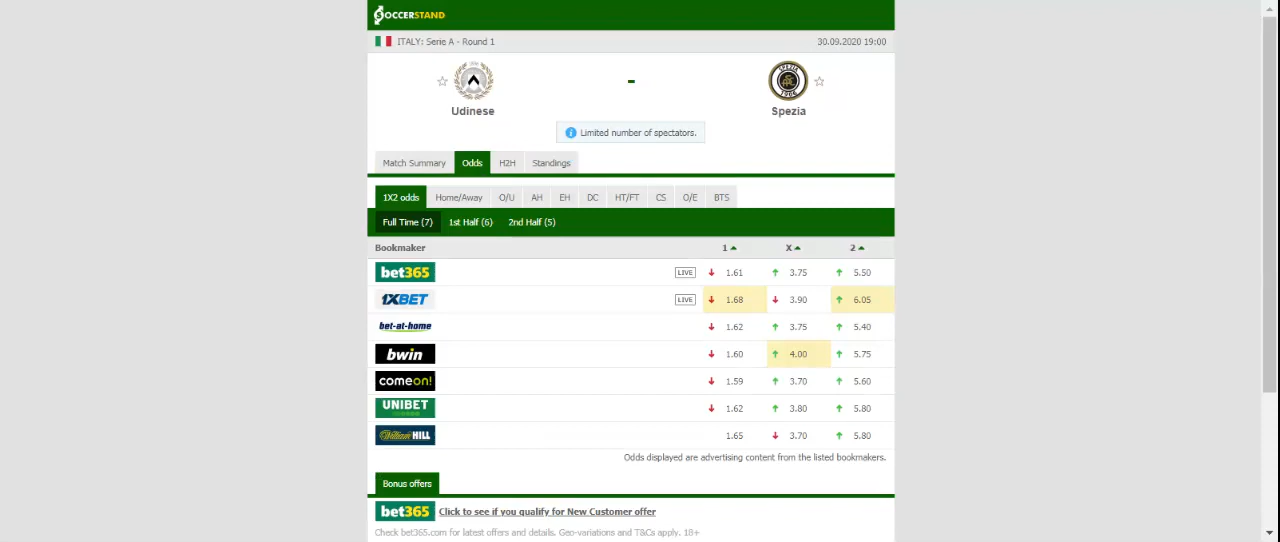 SOCCERSTAND
ITALY: Serie A - Round 1 30.09.2020 19:00
-
SPEZIA
1906
Udinese Spezia
Limited number of spectators.
Match Summary Odds H2H Standings
1X2 odds Home/Away O/U AH EH DC HT/FT CS O/E BTS
Full Time (7) 1st Half (6) 2nd Half (5)
Bookmaker 1 X 2
bet365 LIVE 1.61 3.75 5.50
1XBET LIVE 1.68 3.90 6.05
bet-at-home 1.62 3.75 5.40
bwin 1.60 4.00 5.75
comeon! 1.59 3.70 5.60
UNIBET 1.62 3.80 5.80
William HILL 1.65 3.70 5.80
Odds displayed are advertising content from the listed bookmakers.
Bonus offers
bet365 Click to see if you qualify for New Customer offer
Check bet365.com for latest offers and details. Geo-variations and T&Cs apply. 18+